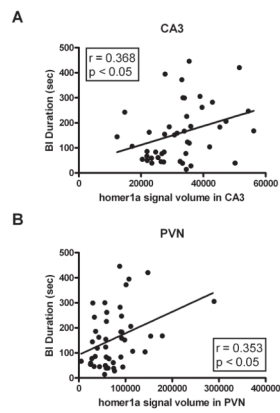 A
CA3
r = 0.368
p < 0.05
BI Duration (sec)
500
400
300
200
100
0
0 20000 40000 60000
homer1a signal volume in CA3
B
PVN
BI Duration (sec)
500
400
300
200
100
0
r = 0.353
p < 0.05
0 100000 200000 300000 400000
homer1a signal volume in PVN